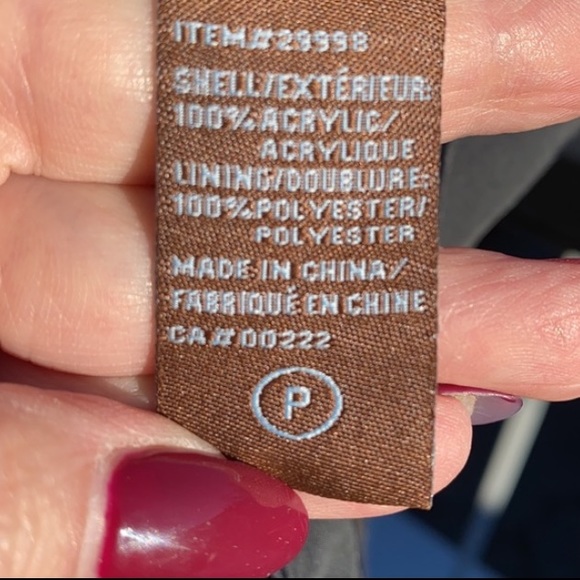 ITEM#29998
SHELL/EXTÉRIEUR:
100%ACRYLIC/
ACRYLIQUE
LINING/DOUBLURE:
100%POLYESTER/
POLYESTER
MADE IN CHINA/
FABRIQUÉ EN CHINE
CA#00222
P